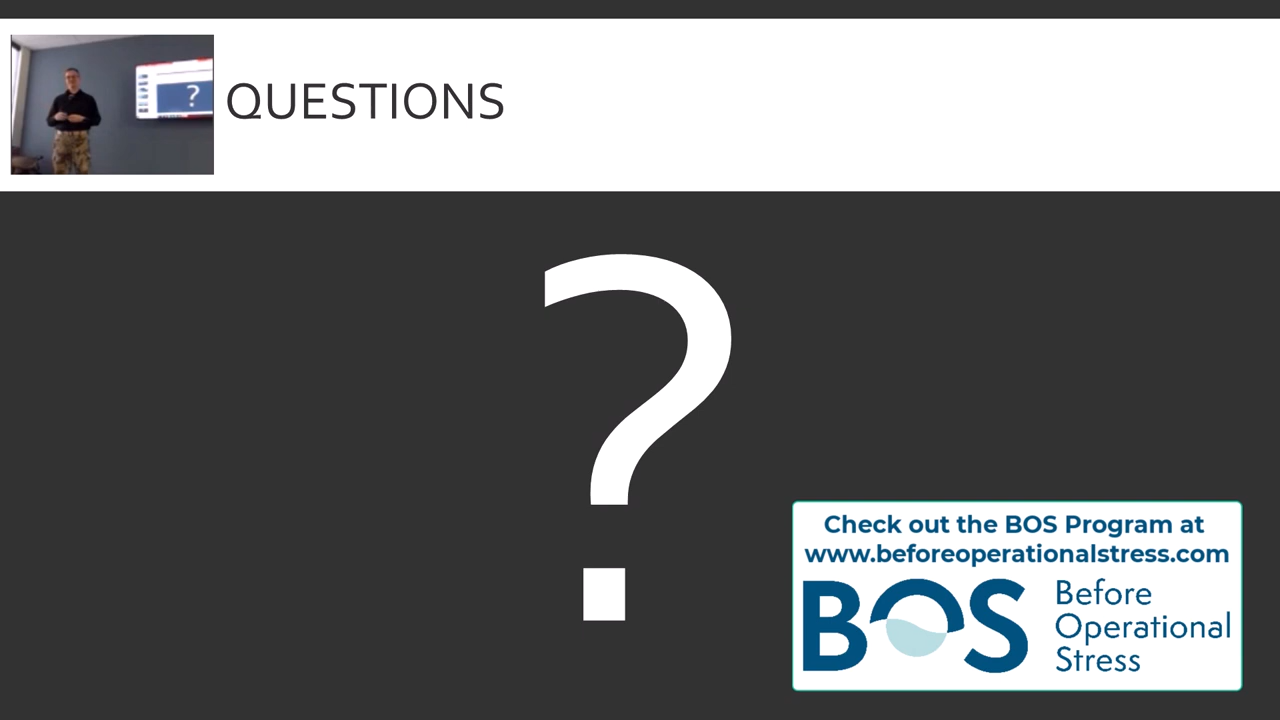 QUESTIONS
?
?
Check out the BOS Program at
www.beforeoperationalstress.com
BOS
Before
Operational
Stress